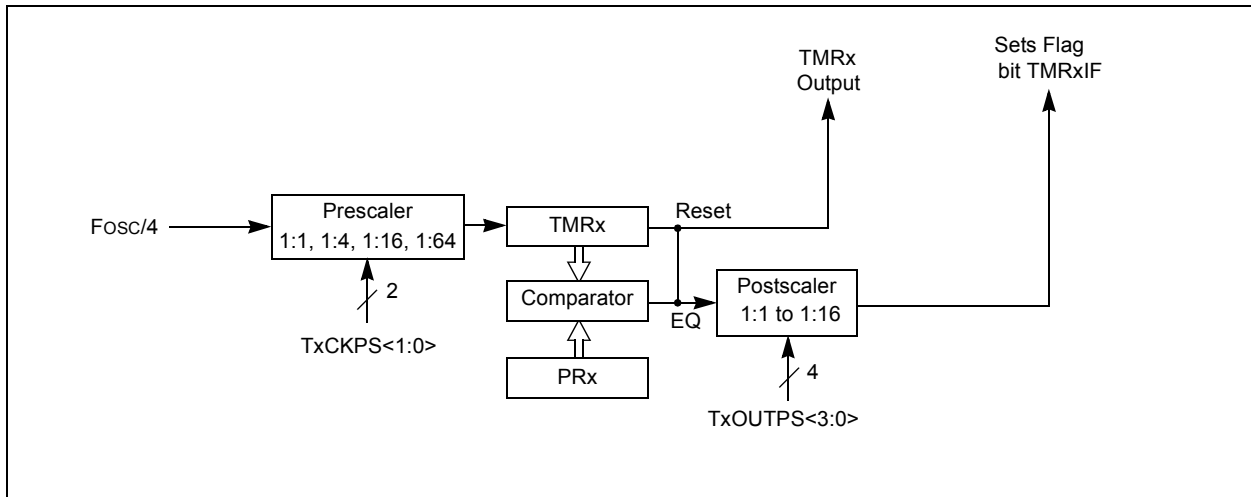 TMRx
Output
Sets Flag
bit TMRxIF
FOSC/4
Prescaler
1:1, 1:4, 1:16, 1:64
2
TxCKPS<1:0>
TMRx
Reset
Comparator
EQ
PRx
Postscaler
1:1 to 1:16
4
TxOUTPS<3:0>